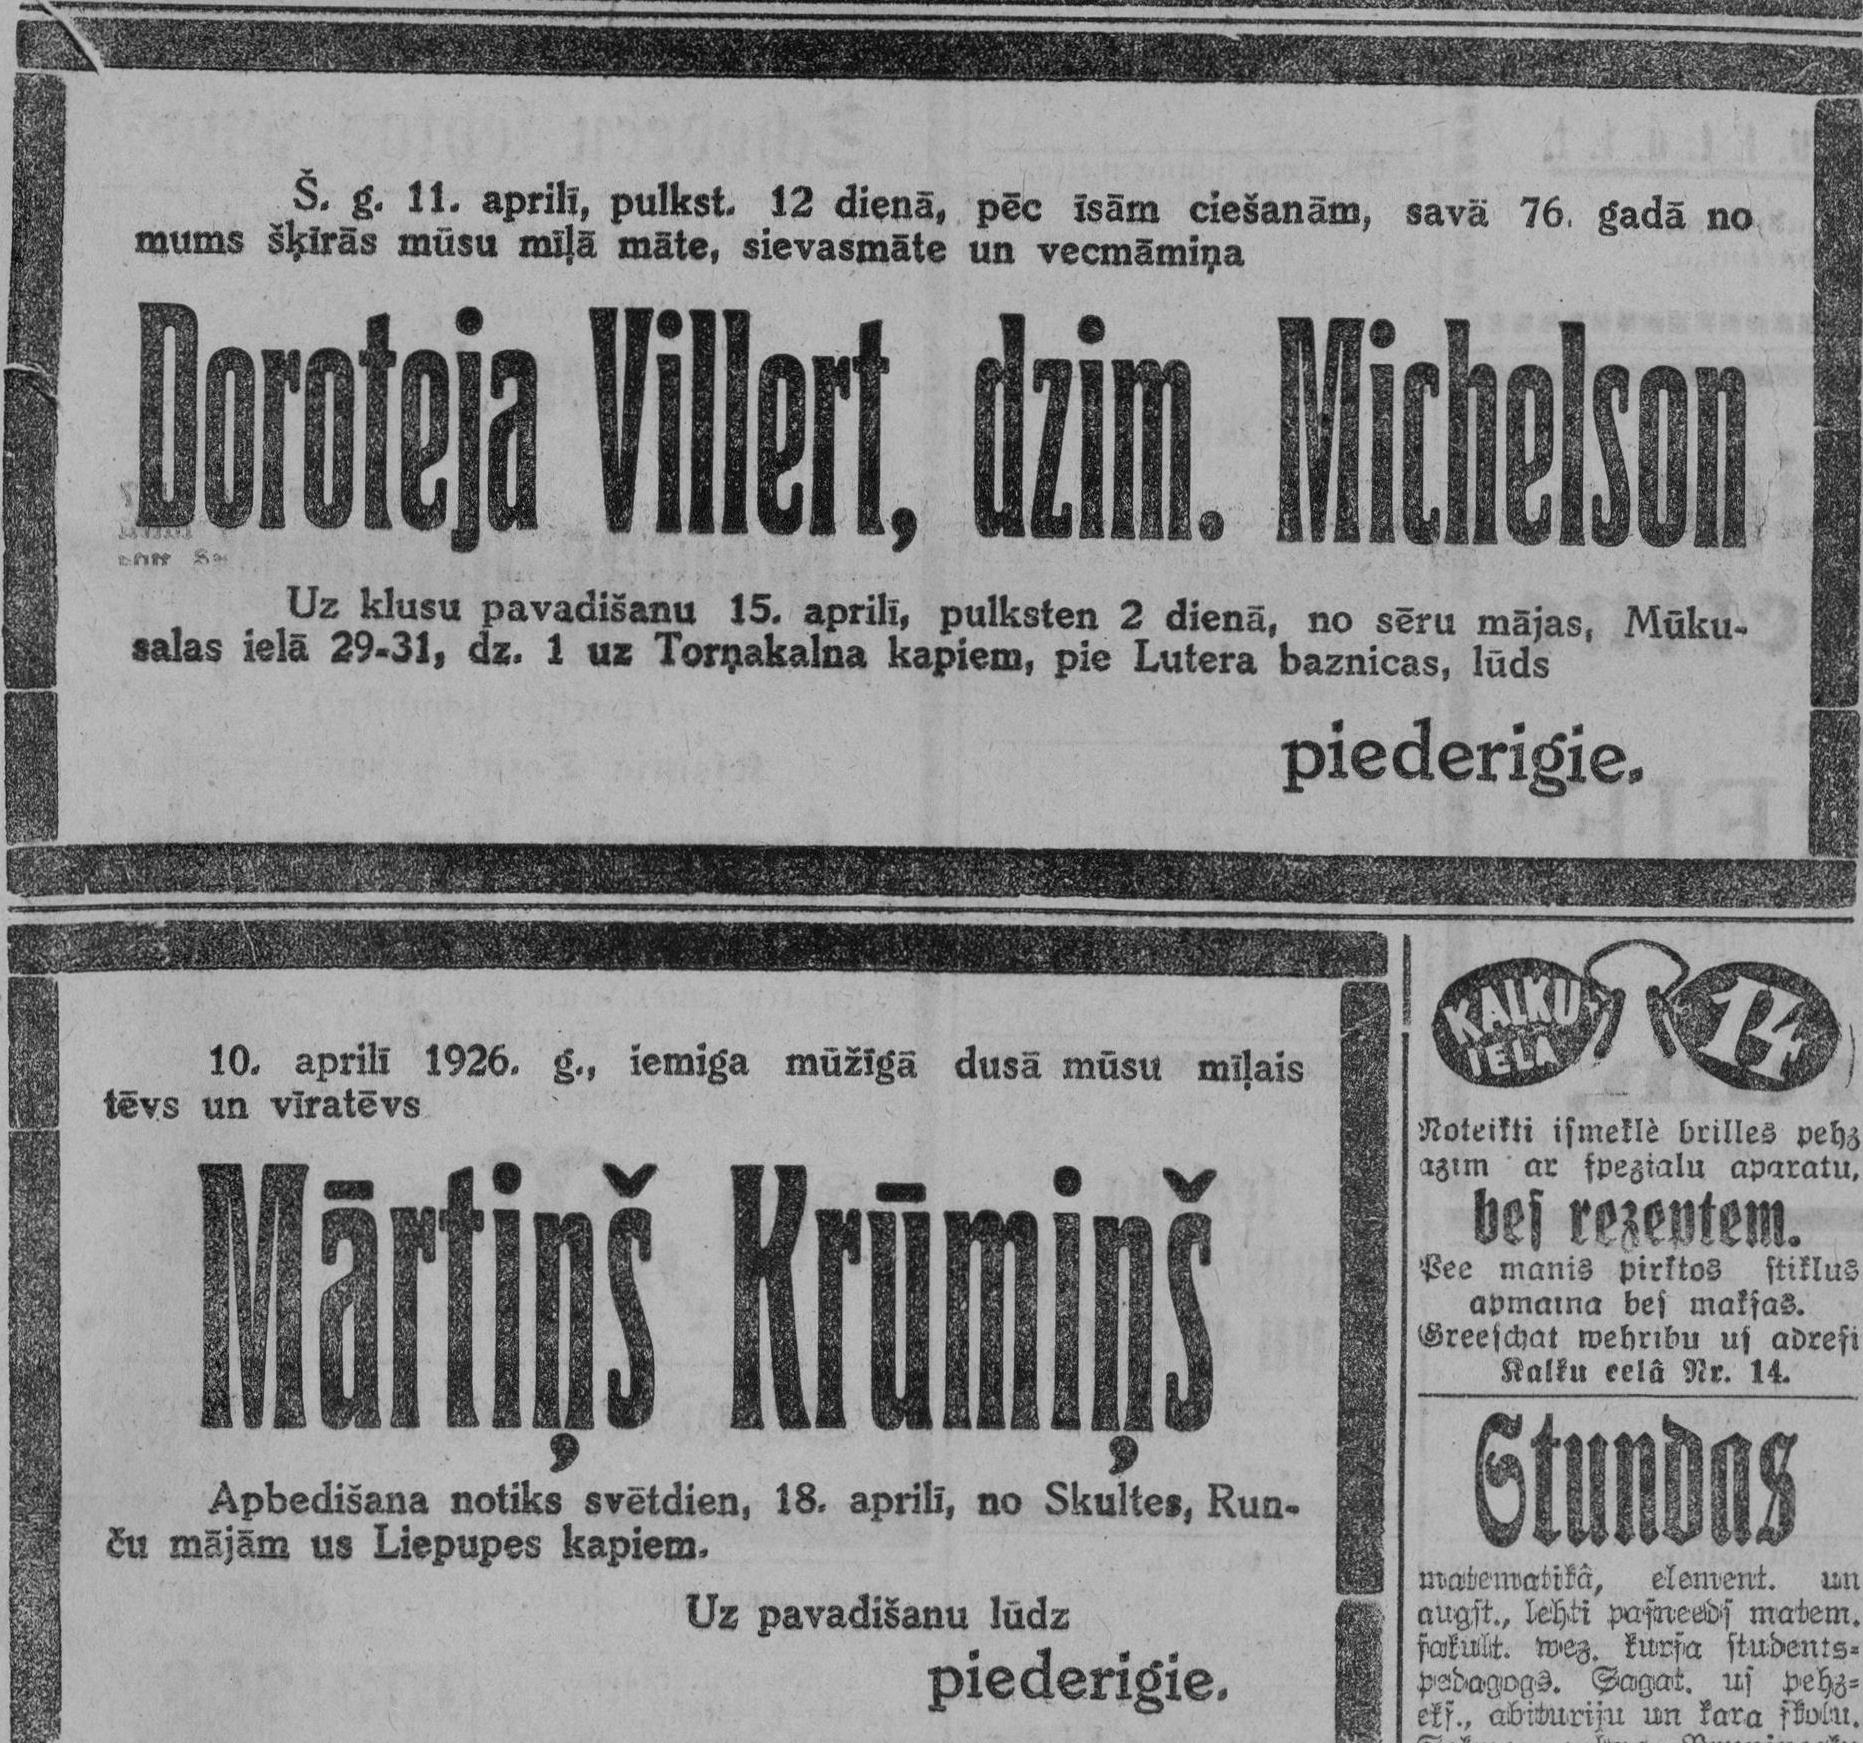 Š. g. 11. aprilī, pulkst. 12 dienā, pēc īsām ciešanām, savā 76. gadā no
mums šķīrās mūsu mīļā māte, sievasmāte un vecmāmiņa
Doroteja Villert, dzim. Michelson
Uz klusu pavadišanu 15. aprilī, pulksten 2 dienā, no sēru mājas, Mūku-
salas ielā 29-31, dz. 1 uz Torņakalna kapiem, pie Lutera baznicas, lūds
piederigie.
10. aprilī 1926. g., iemiga mūžīgā dusā mūsu mīļais
tēvs un vīratēvs
Mārtiņš Krūmiņš
Apbedišana notiks svētdien, 18. aprilī, no Skultes, Run-
ču mājām us Liepupes kapiem.
Uz pavadišanu lūdz
piederigie.
KALKU
IELA
14
Noteikti ismeklē brilles pehz
azim ar speziālu aparatu,
bes rezeptem.
Pee manis pirktos stiklus
apmaina bes maksas.
Greeschat wehribu us adresi
Kalku eelâ Nr. 14.
Stundas
matematikâ, element. un
augst., lehti pasneeds matem.
fakult. wez. kursa students-
pedagogs. Sagat. us pehz-
eks., abituriju un kara skolu.